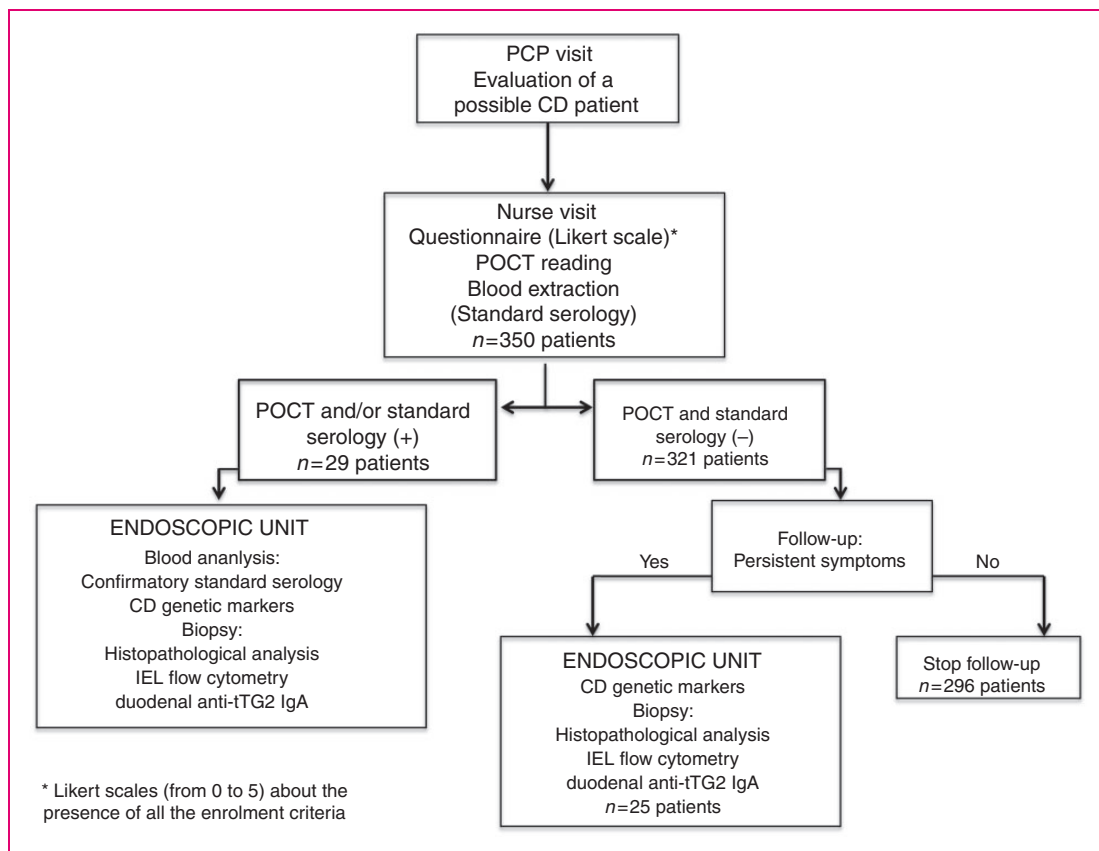 PCP visit
Evaluation of a
possible CD patient
Nurse visit
Questionnaire (Likert scale)*
POCT reading
Blood extraction
(Standard serology)
n=350 patients
POCT and/or standard
serology (+)
n=29 patients
POCT and standard
serology (–)
n=321 patients
ENDOSCOPIC UNIT
Blood ananlysis:
Confirmatory standard serology
CD genetic markers
Biopsy:
Histopathological analysis
IEL flow cytometry
duodenal anti-tTG2 IgA
Follow-up:
Persistent symptoms
Yes
No
ENDOSCOPIC UNIT
CD genetic markers
Biopsy:
Histopathological analysis
IEL flow cytometry
duodenal anti-tTG2 IgA
n=25 patients
Stop follow-up
n=296 patients
* Likert scales (from 0 to 5) about the
presence of all the enrolment criteria